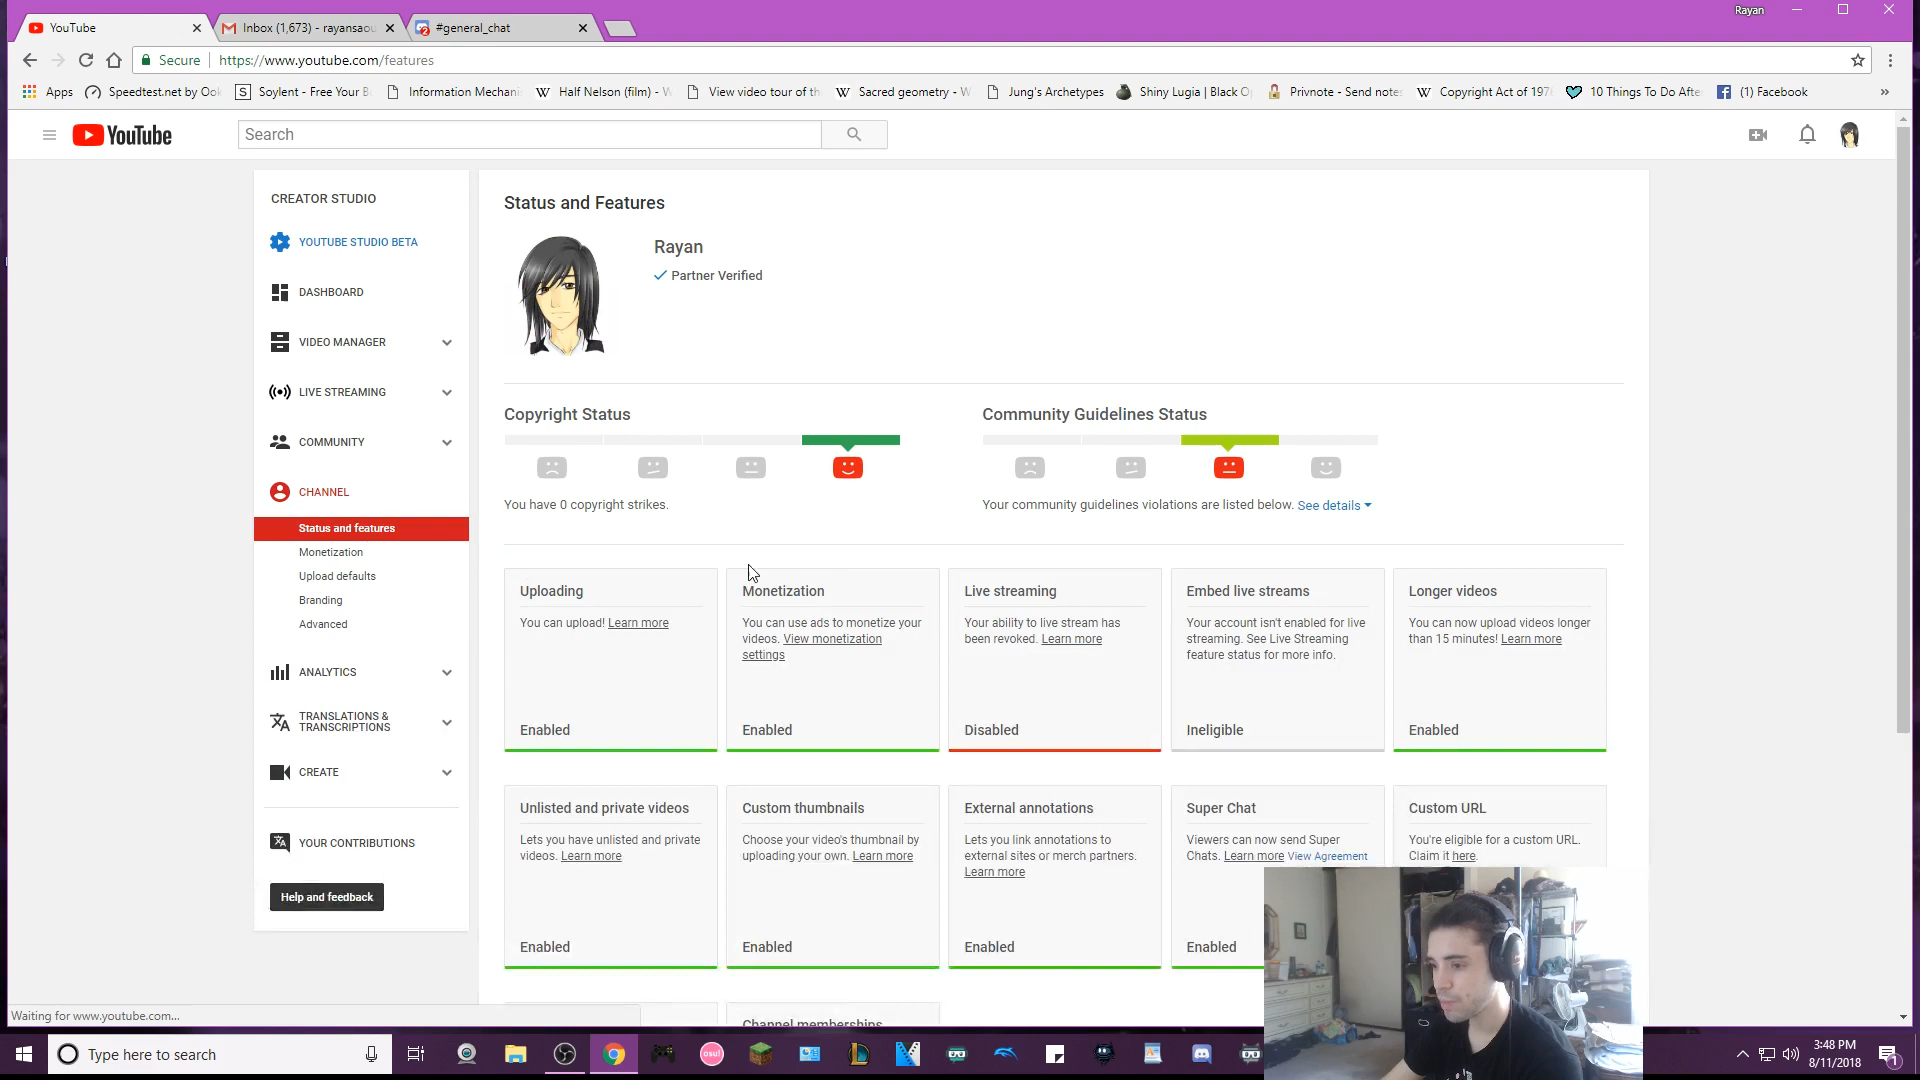 Rayan
YouTube
Inbox (1,673) - rayansaou
#general_chat
Secure
https://www.youtube.com/features
Apps
Speedtest.net by Ook
Soylent - Free Your B
Information Mechani
Half Nelson (film) - W
View video tour of th
Sacred geometry - W
Jung's Archetypes
Shiny Lugia | Black O
Privnote - Send notes
Copyright Act of 197
10 Things To Do Afte
(1) Facebook
»
YouTube
Search
CREATOR STUDIO
YOUTUBE STUDIO BETA
DASHBOARD
VIDEO MANAGER
LIVE STREAMING
COMMUNITY
CHANNEL
Status and features
Monetization
Upload defaults
Branding
Advanced
ANALYTICS
TRANSLATIONS &
TRANSCRIPTIONS
CREATE
YOUR CONTRIBUTIONS
Help and feedback
Status and Features
Rayan
Partner Verified
Copyright Status
You have 0 copyright strikes.
Community Guidelines Status
Your community guidelines violations are listed below. See details
Uploading
You can upload! Learn more
Enabled
Monetization
You can use ads to monetize your
videos. View monetization
settings
Enabled
Live streaming
Your ability to live stream has
been revoked. Learn more
Disabled
Embed live streams
Your account isn't enabled for live
streaming. See Live Streaming
feature status for more info.
Ineligible
Longer videos
You can now upload videos longer
than 15 minutes! Learn more
Enabled
Unlisted and private videos
Lets you have unlisted and private
videos. Learn more
Enabled
Custom thumbnails
Choose your video's thumbnail by
uploading your own. Learn more
Enabled
External annotations
Lets you link annotations to
external sites or merch partners.
Learn more
Enabled
Super Chat
Viewers can now send Super
Chats. Learn more View Agreement
Enabled
Custom URL
You're eligible for a custom URL.
Claim it here.
Channel memberships
Waiting for www.youtube.com...
Type here to search
osu!
3:48 PM
8/11/2018
1